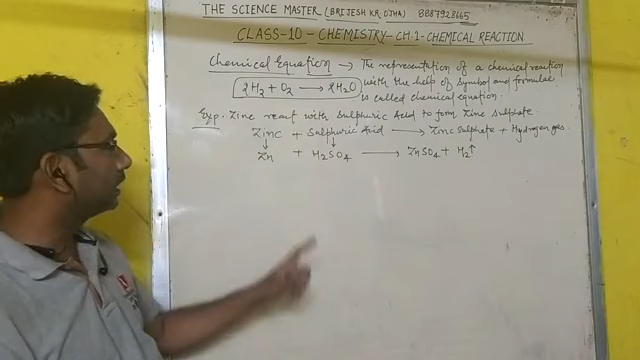 THE SCIENCE MASTER (BRIJESH KR. OJHA) 8887928665
CLASS-10 - CHEMISTRY - CH-1-CHEMICAL REACTION
Chemical Equation → The representation of a chemical reaction
2H₂ + O₂ → 2H₂O with the help of symbol and formulae
is called chemical equation.
Exp. Zinc react with Sulphuric Acid to form Zinc Sulphate.
Zinc + Sulphuric Acid → Zinc Sulphate + Hydrogen gas.
↓ ↓
Zn + H₂SO₄ → ZnSO₄ + H₂↑